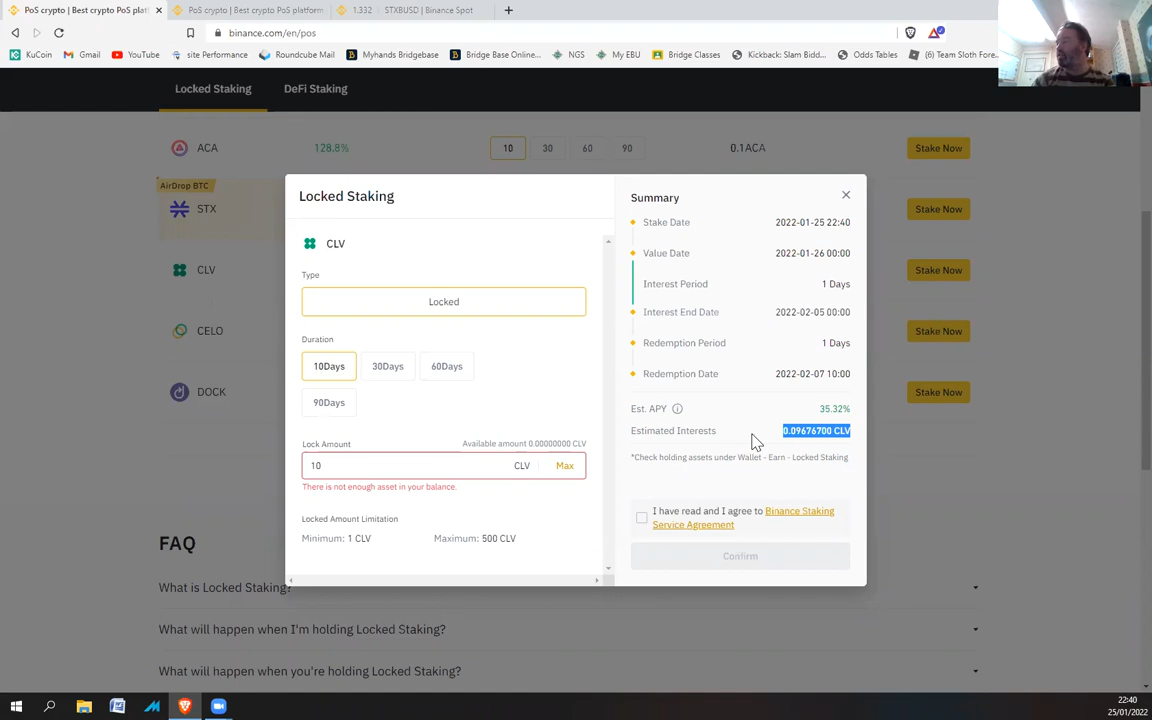 PoS crypto | Best crypto PoS platf
PoS crypto | Best crypto PoS platform
1.332
STXBUSD | Binance Spot
binance.com/en/pos
KuCoin
Gmail
YouTube
site Performance
Roundcube Mail
Myhands Bridgebase
Bridge Base Online...
NGS
My EBU
Bridge Classes
Kickback: Slam Bidd...
Odds Tables
(6) Team Sloth Fore...
Locked Staking
DeFi Staking
ACA
128.8%
10
30
60
90
0.1ACA
Stake Now
AirDrop BTC
STX
Stake Now
CLV
Stake Now
CELO
Stake Now
DOCK
Stake Now
Locked Staking
CLV
Type
Locked
Duration
10Days
30Days
60Days
90Days
Lock Amount
Available amount 0.00000000 CLV
10
CLV
Max
There is not enough asset in your balance.
Locked Amount Limitation
Minimum: 1 CLV
Maximum: 500 CLV
Summary
Stake Date
2022-01-25 22:40
Value Date
2022-01-26 00:00
Interest Period
1 Days
Interest End Date
2022-02-05 00:00
Redemption Period
1 Days
Redemption Date
2022-02-07 10:00
Est. APY
35.32%
Estimated Interests
0.09676700 CLV
*Check holding assets under Wallet - Earn - Locked Staking
I have read and I agree to Binance Staking
Service Agreement
Confirm
FAQ
What is Locked Staking?
What will happen when I'm holding Locked Staking?
What will happen when you're holding Locked Staking?
22:40
25/01/2022